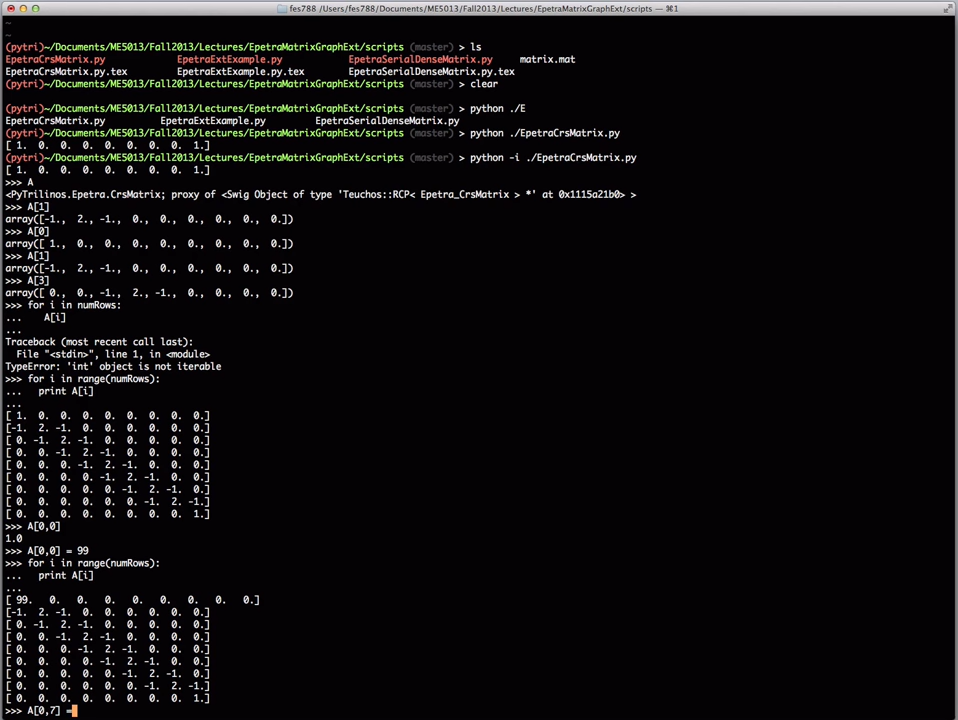 fes788 /Users/fes788/Documents/ME5013/Fall2013/Lectures/EpetraMatrixGraphExt/scripts — ⌘1
~
~
(pytri)~/Documents/ME5013/Fall2013/Lectures/EpetraMatrixGraphExt/scripts (master) > ls
EpetraCrsMatrix.py EpetraExtExample.py EpetraSerialDenseMatrix.py matrix.mat
EpetraCrsMatrix.py.tex EpetraExtExample.py.tex EpetraSerialDenseMatrix.py.tex
(pytri)~/Documents/ME5013/Fall2013/Lectures/EpetraMatrixGraphExt/scripts (master) > clear
(pytri)~/Documents/ME5013/Fall2013/Lectures/EpetraMatrixGraphExt/scripts (master) > python ./E
EpetraCrsMatrix.py EpetraExtExample.py EpetraSerialDenseMatrix.py
(pytri)~/Documents/ME5013/Fall2013/Lectures/EpetraMatrixGraphExt/scripts (master) > python ./EpetraCrsMatrix.py
[ 1. 0. 0. 0. 0. 0. 0. 0. 1.]
(pytri)~/Documents/ME5013/Fall2013/Lectures/EpetraMatrixGraphExt/scripts (master) > python -i ./EpetraCrsMatrix.py
[ 1. 0. 0. 0. 0. 0. 0. 0. 1.]
>>> A
<PyTrilinos.Epetra.CrsMatrix; proxy of <Swig Object of type 'Teuchos::RCP< Epetra_CrsMatrix > *' at 0x1115a21b0> >
>>> A[1]
array([-1., 2., -1., 0., 0., 0., 0., 0., 0.])
>>> A[0]
array([ 1., 0., 0., 0., 0., 0., 0., 0., 0.])
>>> A[1]
array([-1., 2., -1., 0., 0., 0., 0., 0., 0.])
>>> A[3]
array([ 0., 0., -1., 2., -1., 0., 0., 0., 0.])
>>> for i in numRows:
... A[i]
...
Traceback (most recent call last):
File "<stdin>", line 1, in <module>
TypeError: 'int' object is not iterable
>>> for i in range(numRows):
... print A[i]
...
[ 1. 0. 0. 0. 0. 0. 0. 0. 0.]
[-1. 2. -1. 0. 0. 0. 0. 0. 0.]
[ 0. -1. 2. -1. 0. 0. 0. 0. 0.]
[ 0. 0. -1. 2. -1. 0. 0. 0. 0.]
[ 0. 0. 0. -1. 2. -1. 0. 0. 0.]
[ 0. 0. 0. 0. -1. 2. -1. 0. 0.]
[ 0. 0. 0. 0. 0. -1. 2. -1. 0.]
[ 0. 0. 0. 0. 0. 0. -1. 2. -1.]
[ 0. 0. 0. 0. 0. 0. 0. 0. 1.]
>>> A[0,0]
1.0
>>> A[0,0] = 99
>>> for i in range(numRows):
... print A[i]
...
[ 99. 0. 0. 0. 0. 0. 0. 0. 0.]
[-1. 2. -1. 0. 0. 0. 0. 0. 0.]
[ 0. -1. 2. -1. 0. 0. 0. 0. 0.]
[ 0. 0. -1. 2. -1. 0. 0. 0. 0.]
[ 0. 0. 0. -1. 2. -1. 0. 0. 0.]
[ 0. 0. 0. 0. -1. 2. -1. 0. 0.]
[ 0. 0. 0. 0. 0. -1. 2. -1. 0.]
[ 0. 0. 0. 0. 0. 0. -1. 2. -1.]
[ 0. 0. 0. 0. 0. 0. 0. 0. 1.]
>>> A[0,7] =